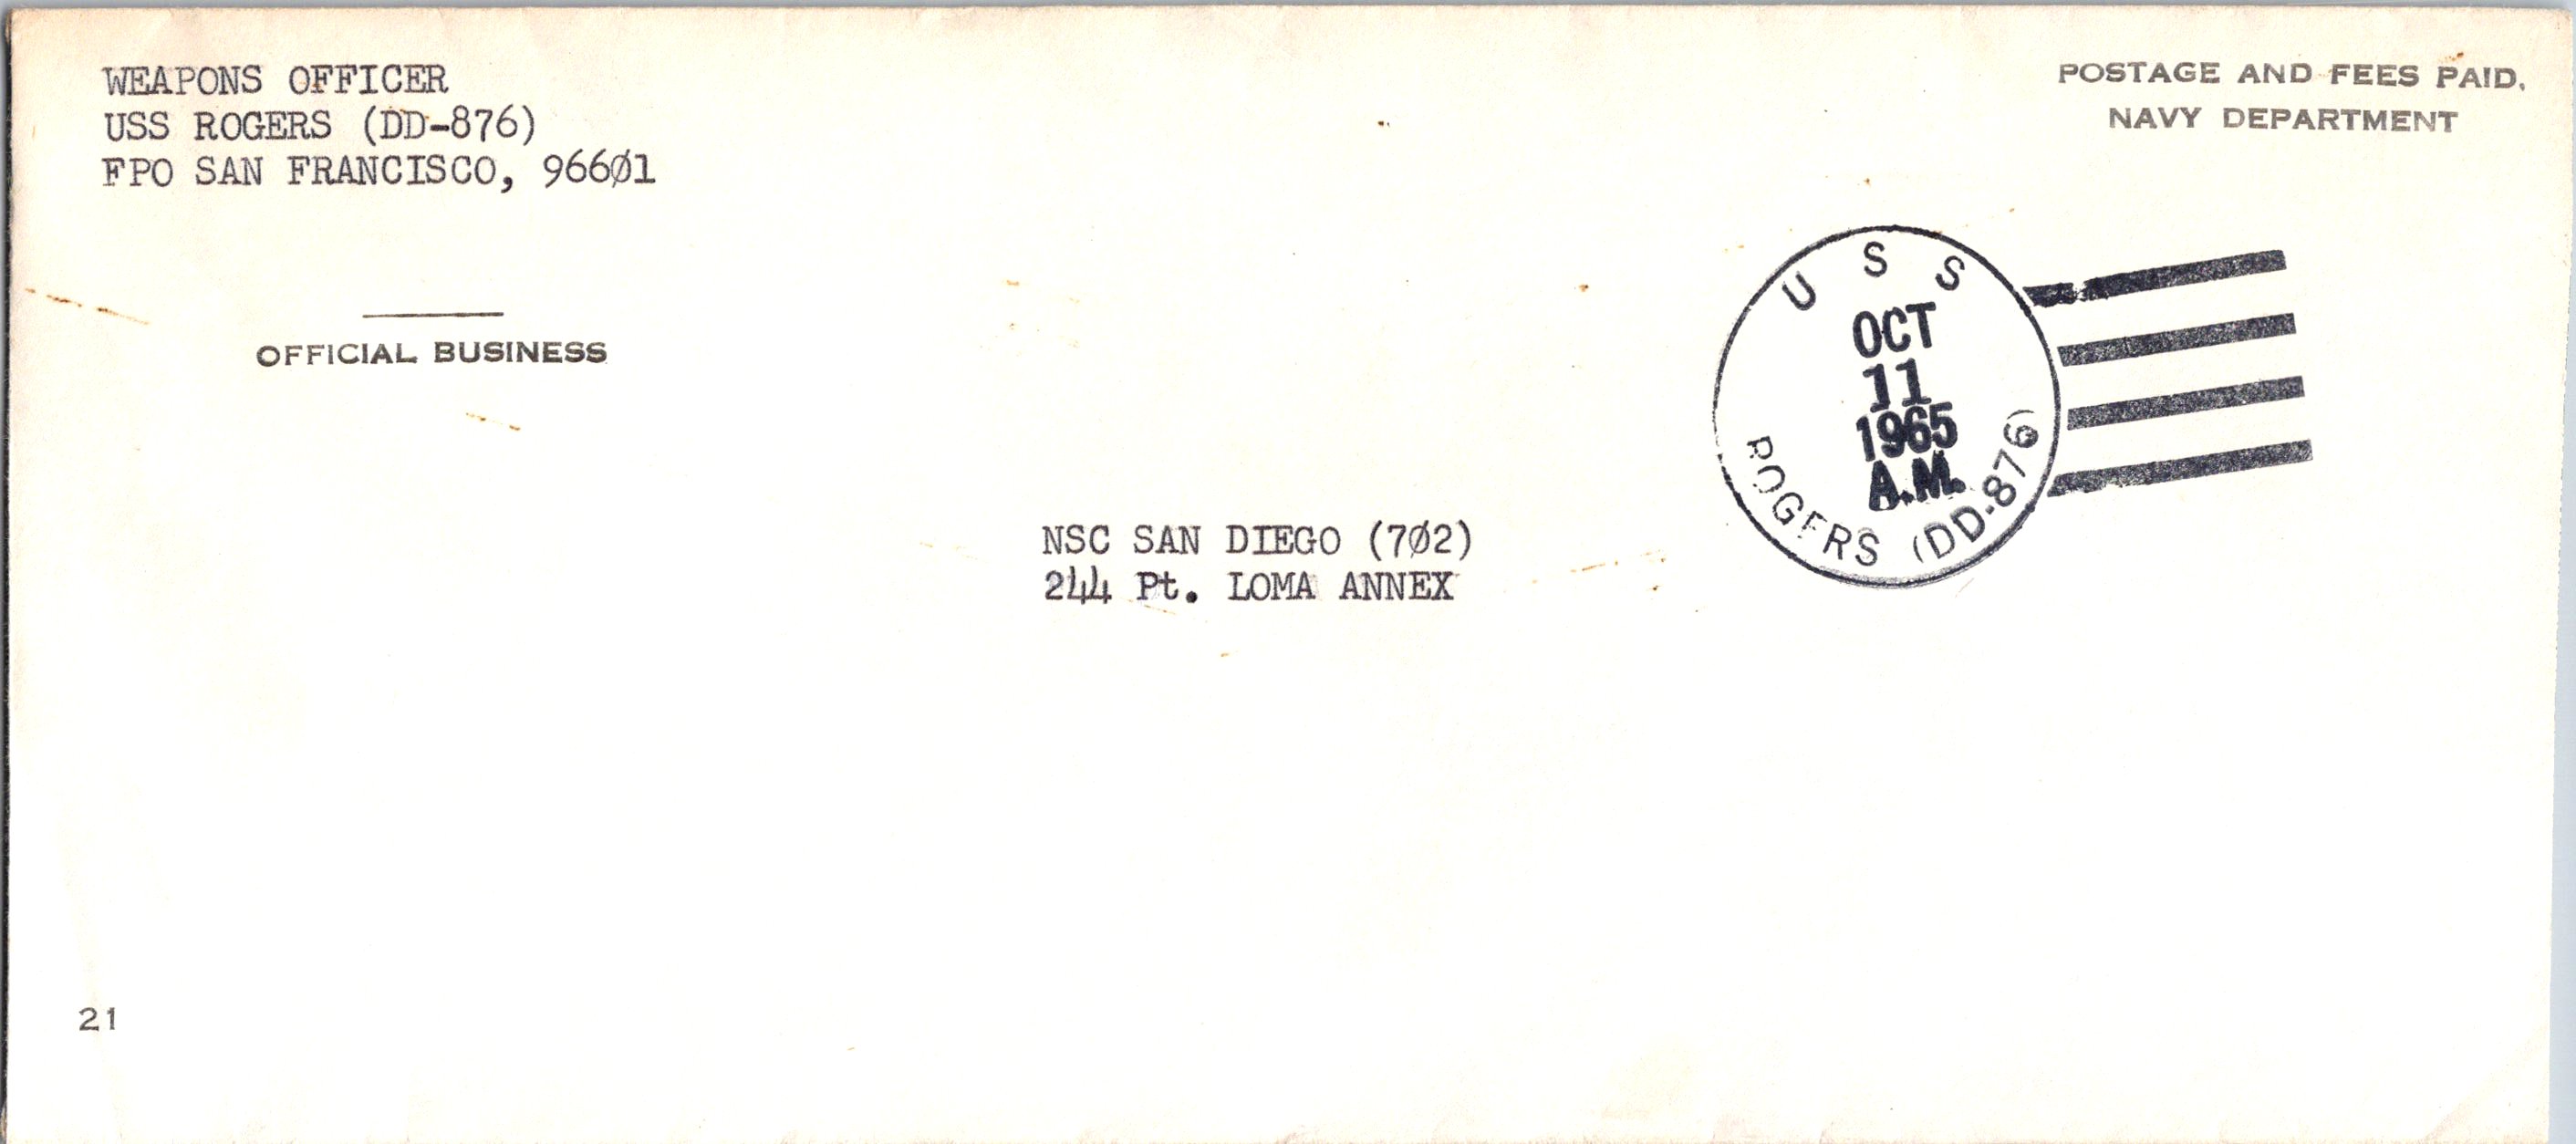 WEAPONS OFFICER
USS ROGERS (DD-876)
FPO SAN FRANCISCO, 966Ø1
OFFICIAL BUSINESS
POSTAGE AND FEES PAID,
NAVY DEPARTMENT
U S S
OCT
11
1965
A.M.
ROGERS (DD-876)
NSC SAN DIEGO (7Ø2)
244 Pt. LOMA ANNEX
21